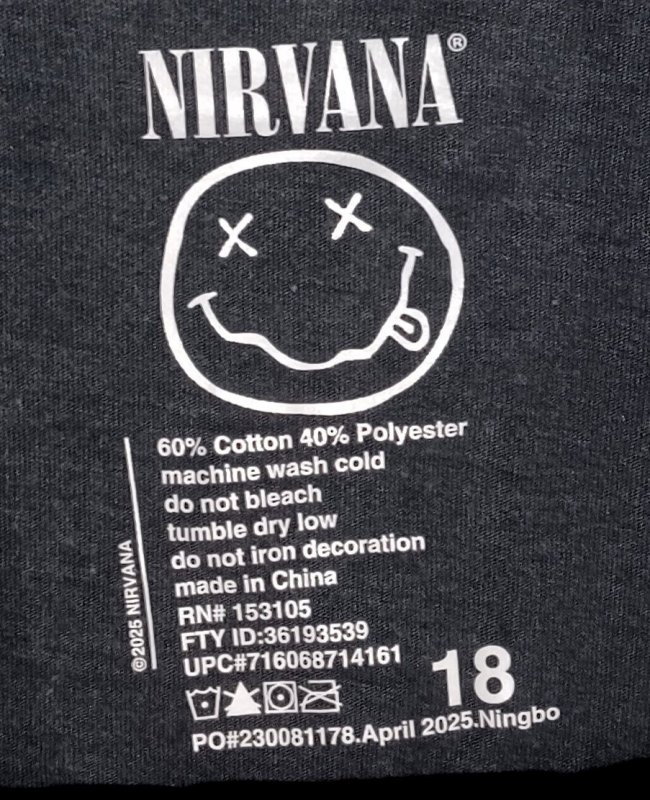 NIRVANA®
60% Cotton 40% Polyester
machine wash cold
do not bleach
tumble dry low
do not iron decoration
made in China
RN# 153105
FTY ID:36193539
UPC#716068714161
18
PO#230081178.April 2025.Ningbo
©2025 NIRVANA